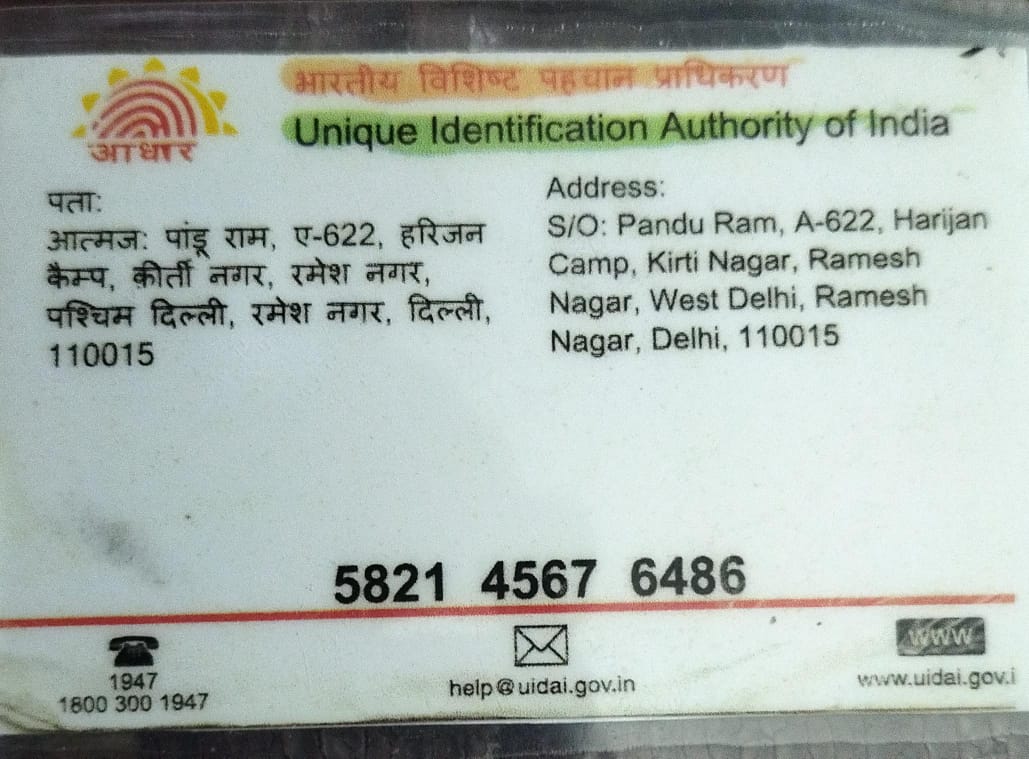 भारतीय विशिष्ट पहचान प्राधिकरण
Unique Identification Authority of India
आधार
पता:
आत्मज: पांडू राम, ए-622, हरिजन
कैम्प, कीर्ती नगर, रमेश नगर,
पश्चिम दिल्ली, रमेश नगर, दिल्ली,
110015
Address:
S/O: Pandu Ram, A-622, Harijan
Camp, Kirti Nagar, Ramesh
Nagar, West Delhi, Ramesh
Nagar, Delhi, 110015
5821 4567 6486
1947
1800 300 1947
help@uidai.gov.in
WWW
www.uidai.gov.i